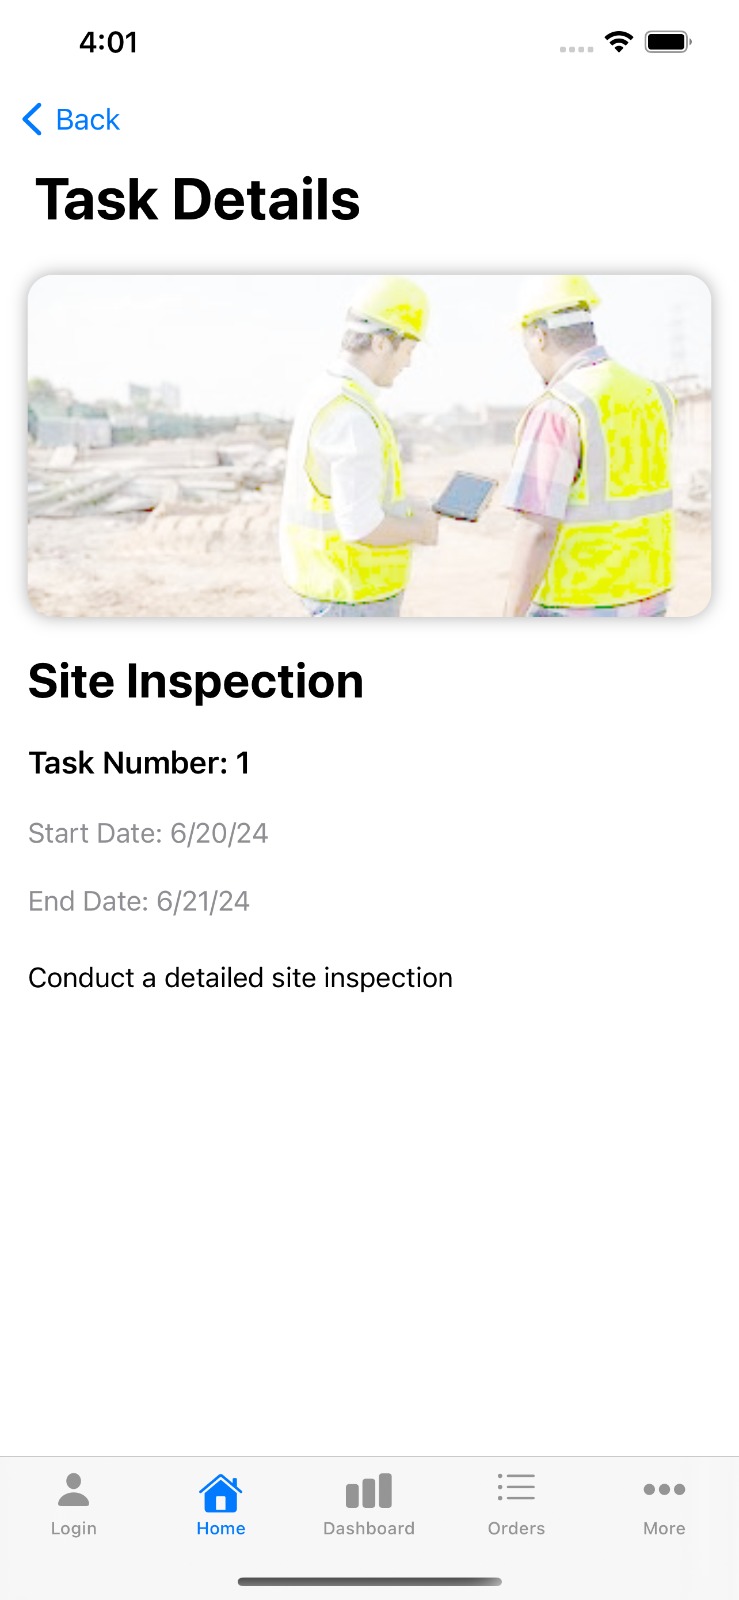 4:01
Back
Task Details
Site Inspection
Task Number: 1
Start Date: 6/20/24
End Date: 6/21/24
Conduct a detailed site inspection
Login
Home
Dashboard
Orders
More